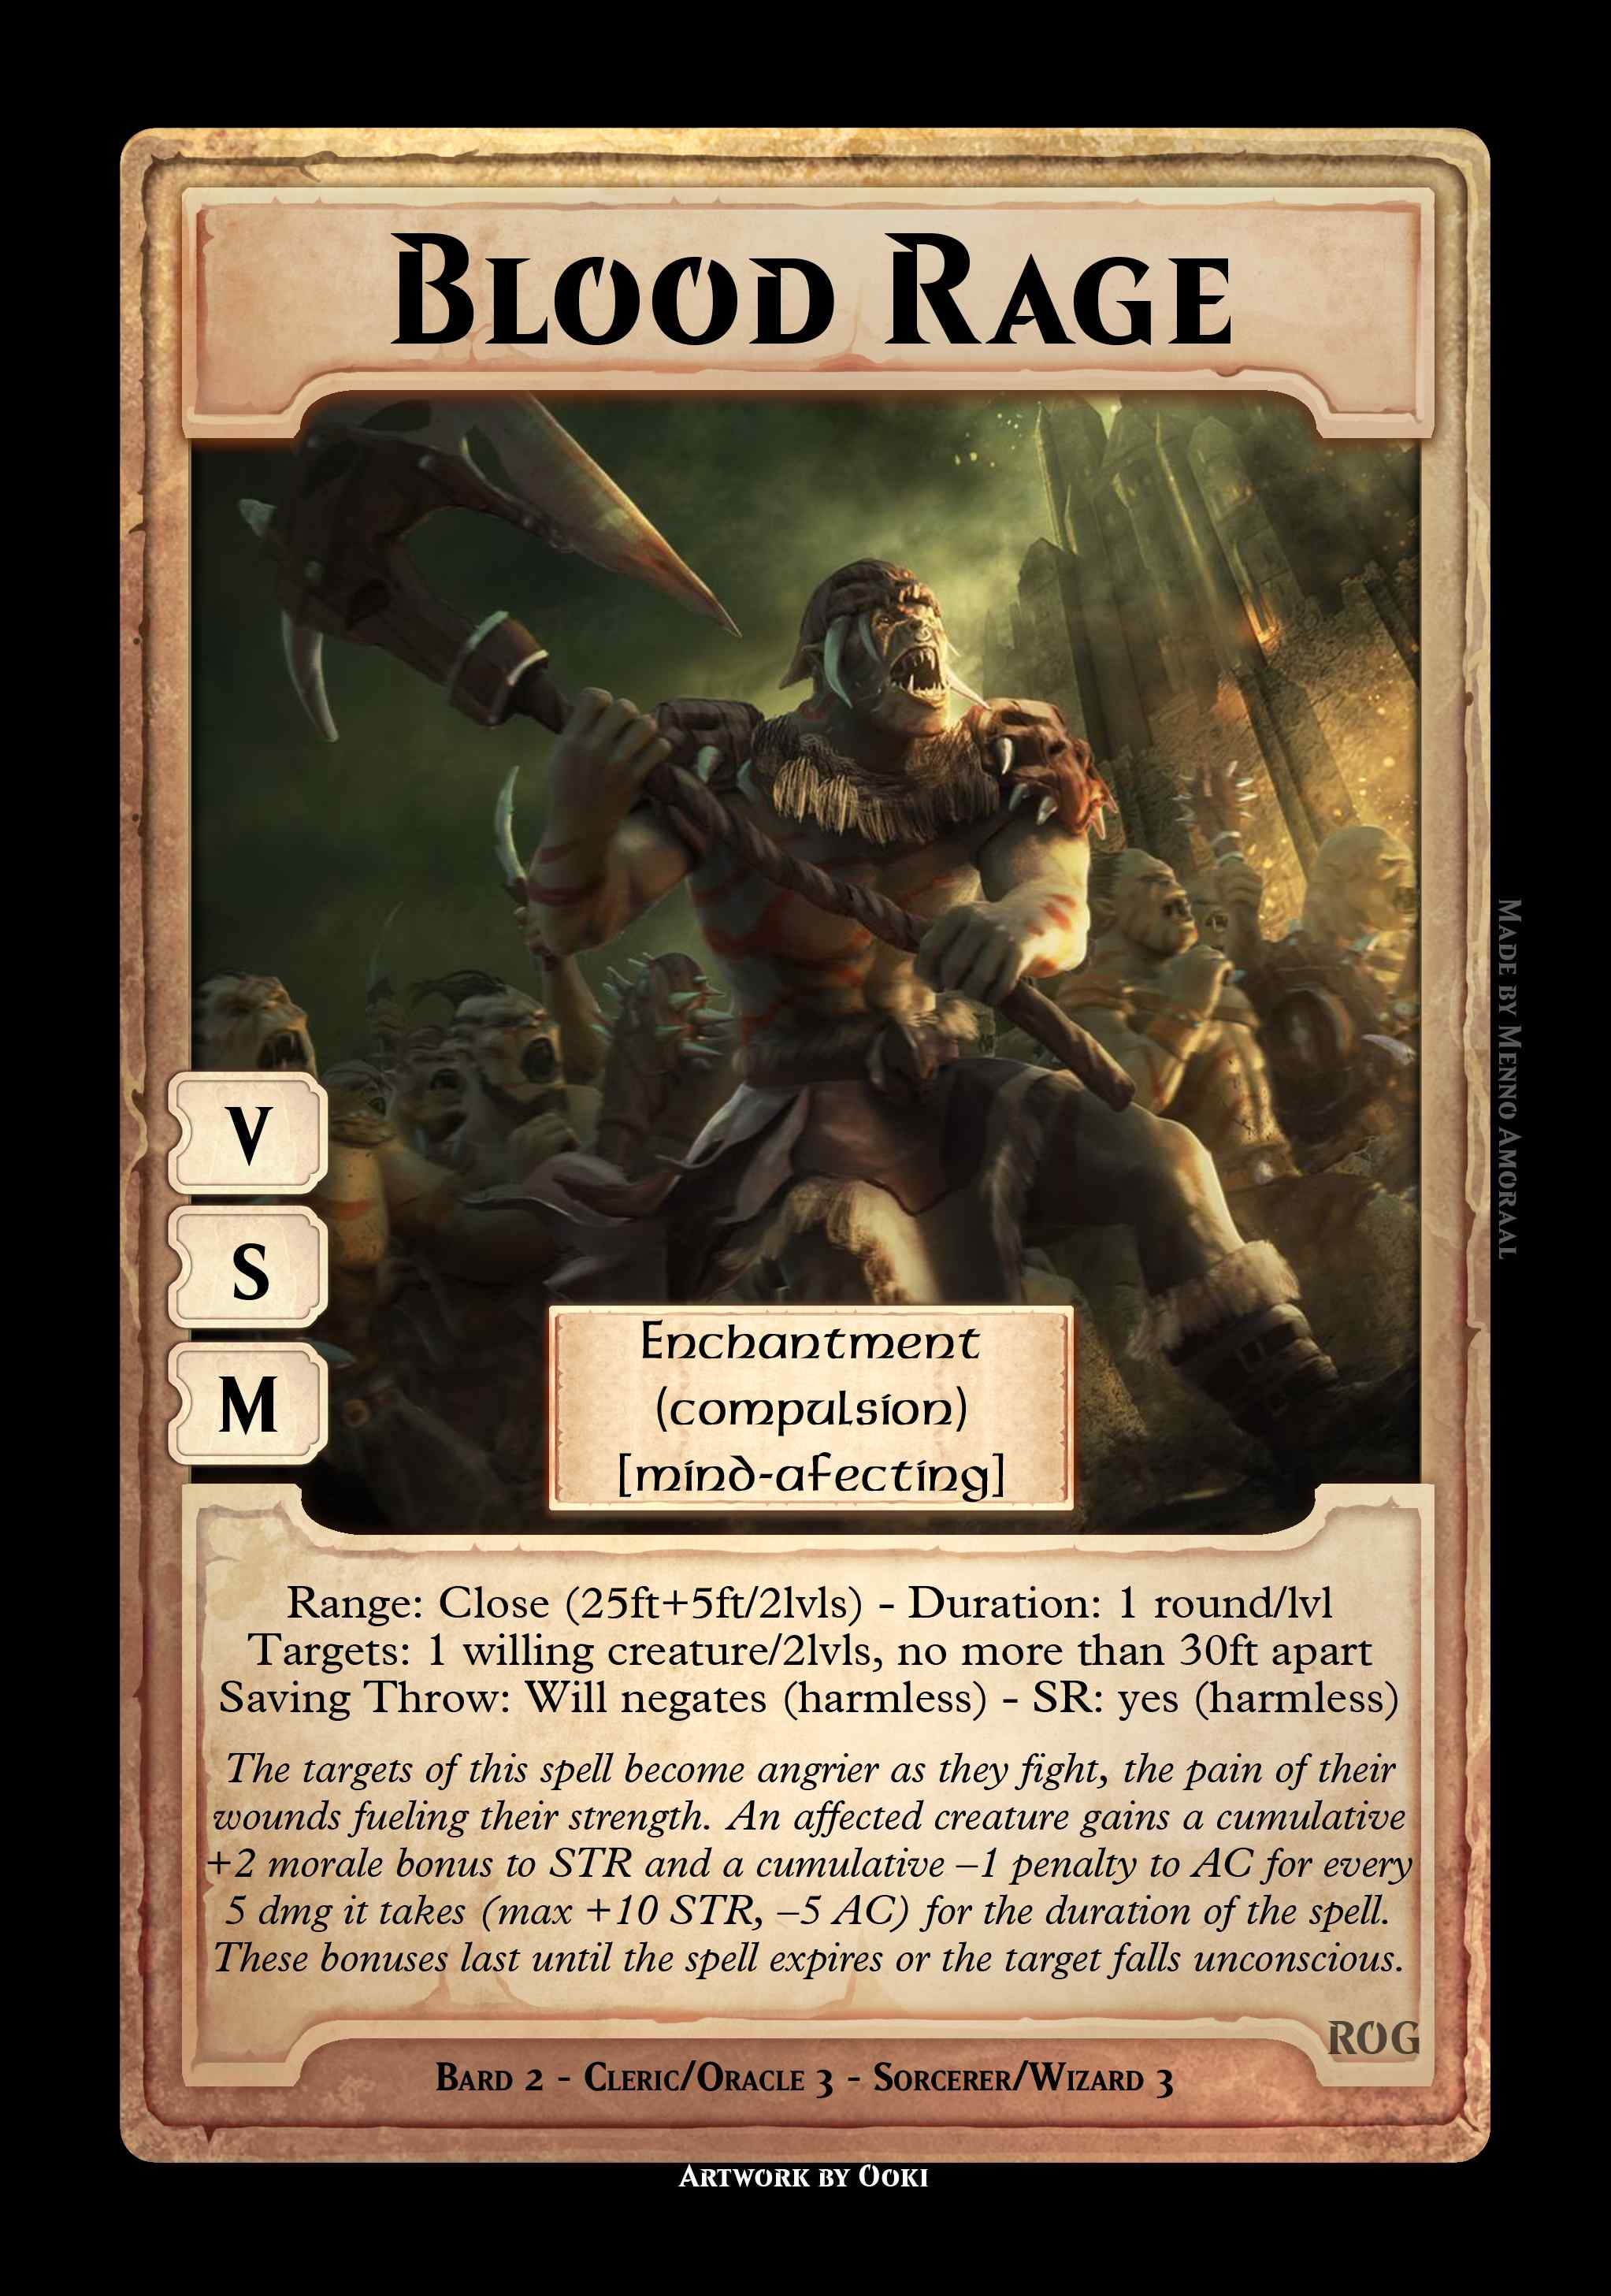 Blood Rage
V
S
M
Enchantment
(compulsion)
[mind-afecting]
Range: Close (25ft+5ft/2lvls) - Duration: 1 round/lvl
Targets: 1 willing creature/2lvls, no more than 30ft apart
Saving Throw: Will negates (harmless) - SR: yes (harmless)
The targets of this spell become angrier as they fight, the pain of their
wounds fueling their strength. An affected creature gains a cumulative
+2 morale bonus to STR and a cumulative –1 penalty to AC for every
5 dmg it takes (max +10 STR, –5 AC) for the duration of the spell.
These bonuses last until the spell expires or the target falls unconscious.
ROG
Bard 2 - Cleric/Oracle 3 - Sorcerer/Wizard 3
Artwork by Ooki
Made by Menno Amoraal